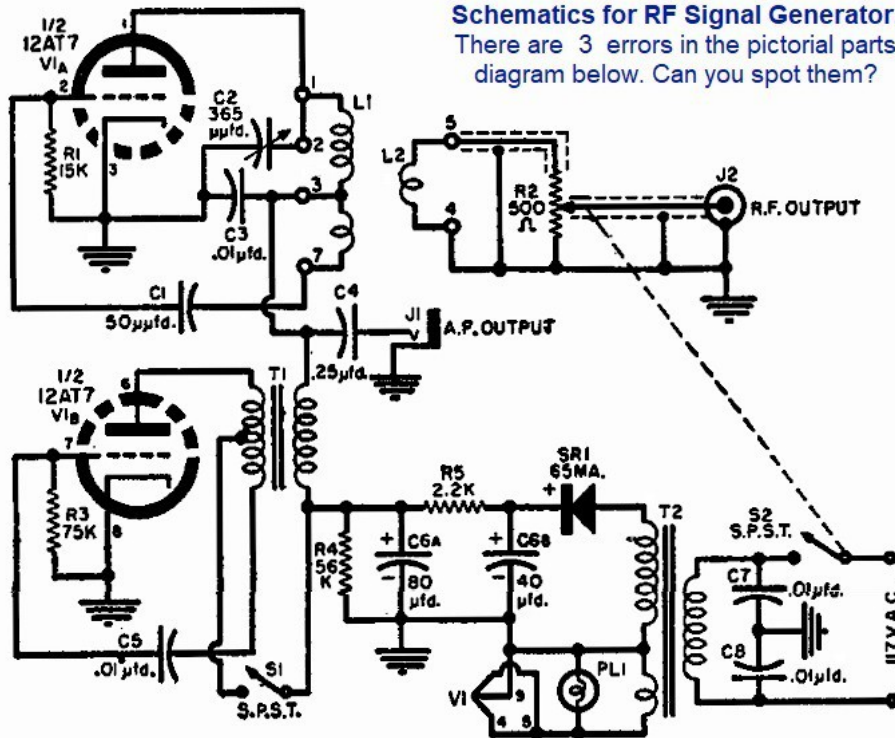 Schematics for RF Signal Generator
There are 3 errors in the pictorial parts
diagram below. Can you spot them?
1/2
12AT7
V1A
1
2
3
R1
15K
C2
365
µµfd.
C3
.01µfd.
1
2
3
7
L1
C1
50µµfd.
L2
5
4
R2
500
Ω
J2
R.F. OUTPUT
C4
.25µfd.
J1
A.F. OUTPUT
1/2
12AT7
V1B
6
7
8
R3
75K
T1
C5
.01µfd.
S1
S.P.S.T.
R4
56
K
+
C6A
-
80
µfd.
R5
2.2K
+
C6B
-
40
µfd.
SR1
65MA.
+
T2
V1
9
4
5
PL1
S2
S.P.S.T.
C7
.01µfd.
C8
.01µfd.
117VAC